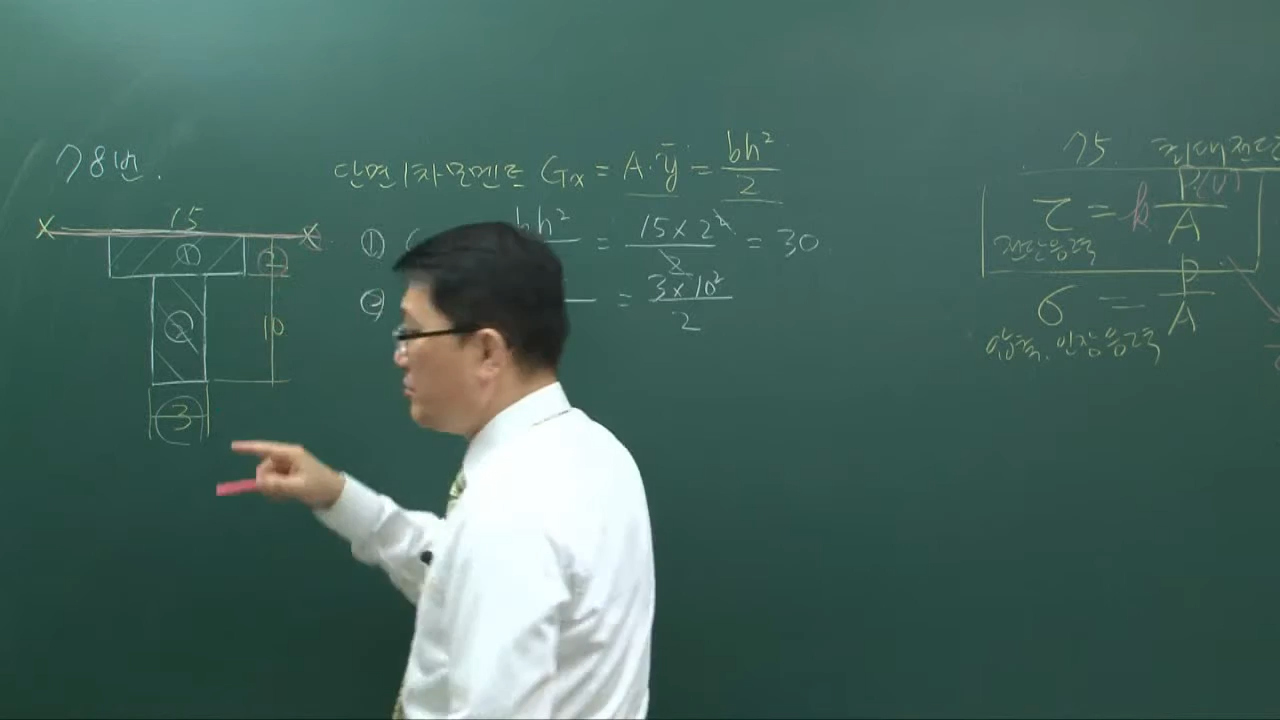 78번.
단면1차모멘트 Gx = A·ȳ = bh²/2
X 15 X
① 2
② 10
3
① G bh² = 15×2²/2 = 30
② = 3×10²/2
75. 최대전단
τ = k P(V)/A
전단응력
σ = P/A
압축. 인장응력